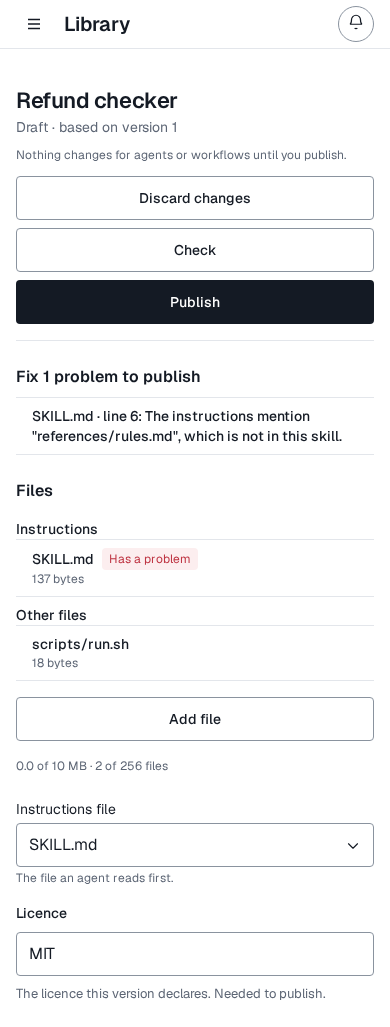 Library
Refund checker
Draft · based on version 1
Nothing changes for agents or workflows until you publish.
Discard changes
Check
Publish
Fix 1 problem to publish
SKILL.md · line 6: The instructions mention
"references/rules.md", which is not in this skill.
Files
Instructions
SKILL.md Has a problem
137 bytes
Other files
scripts/run.sh
18 bytes
Add file
0.0 of 10 MB · 2 of 256 files
Instructions file
SKILL.md
The file an agent reads first.
Licence
MIT
The licence this version declares. Needed to publish.